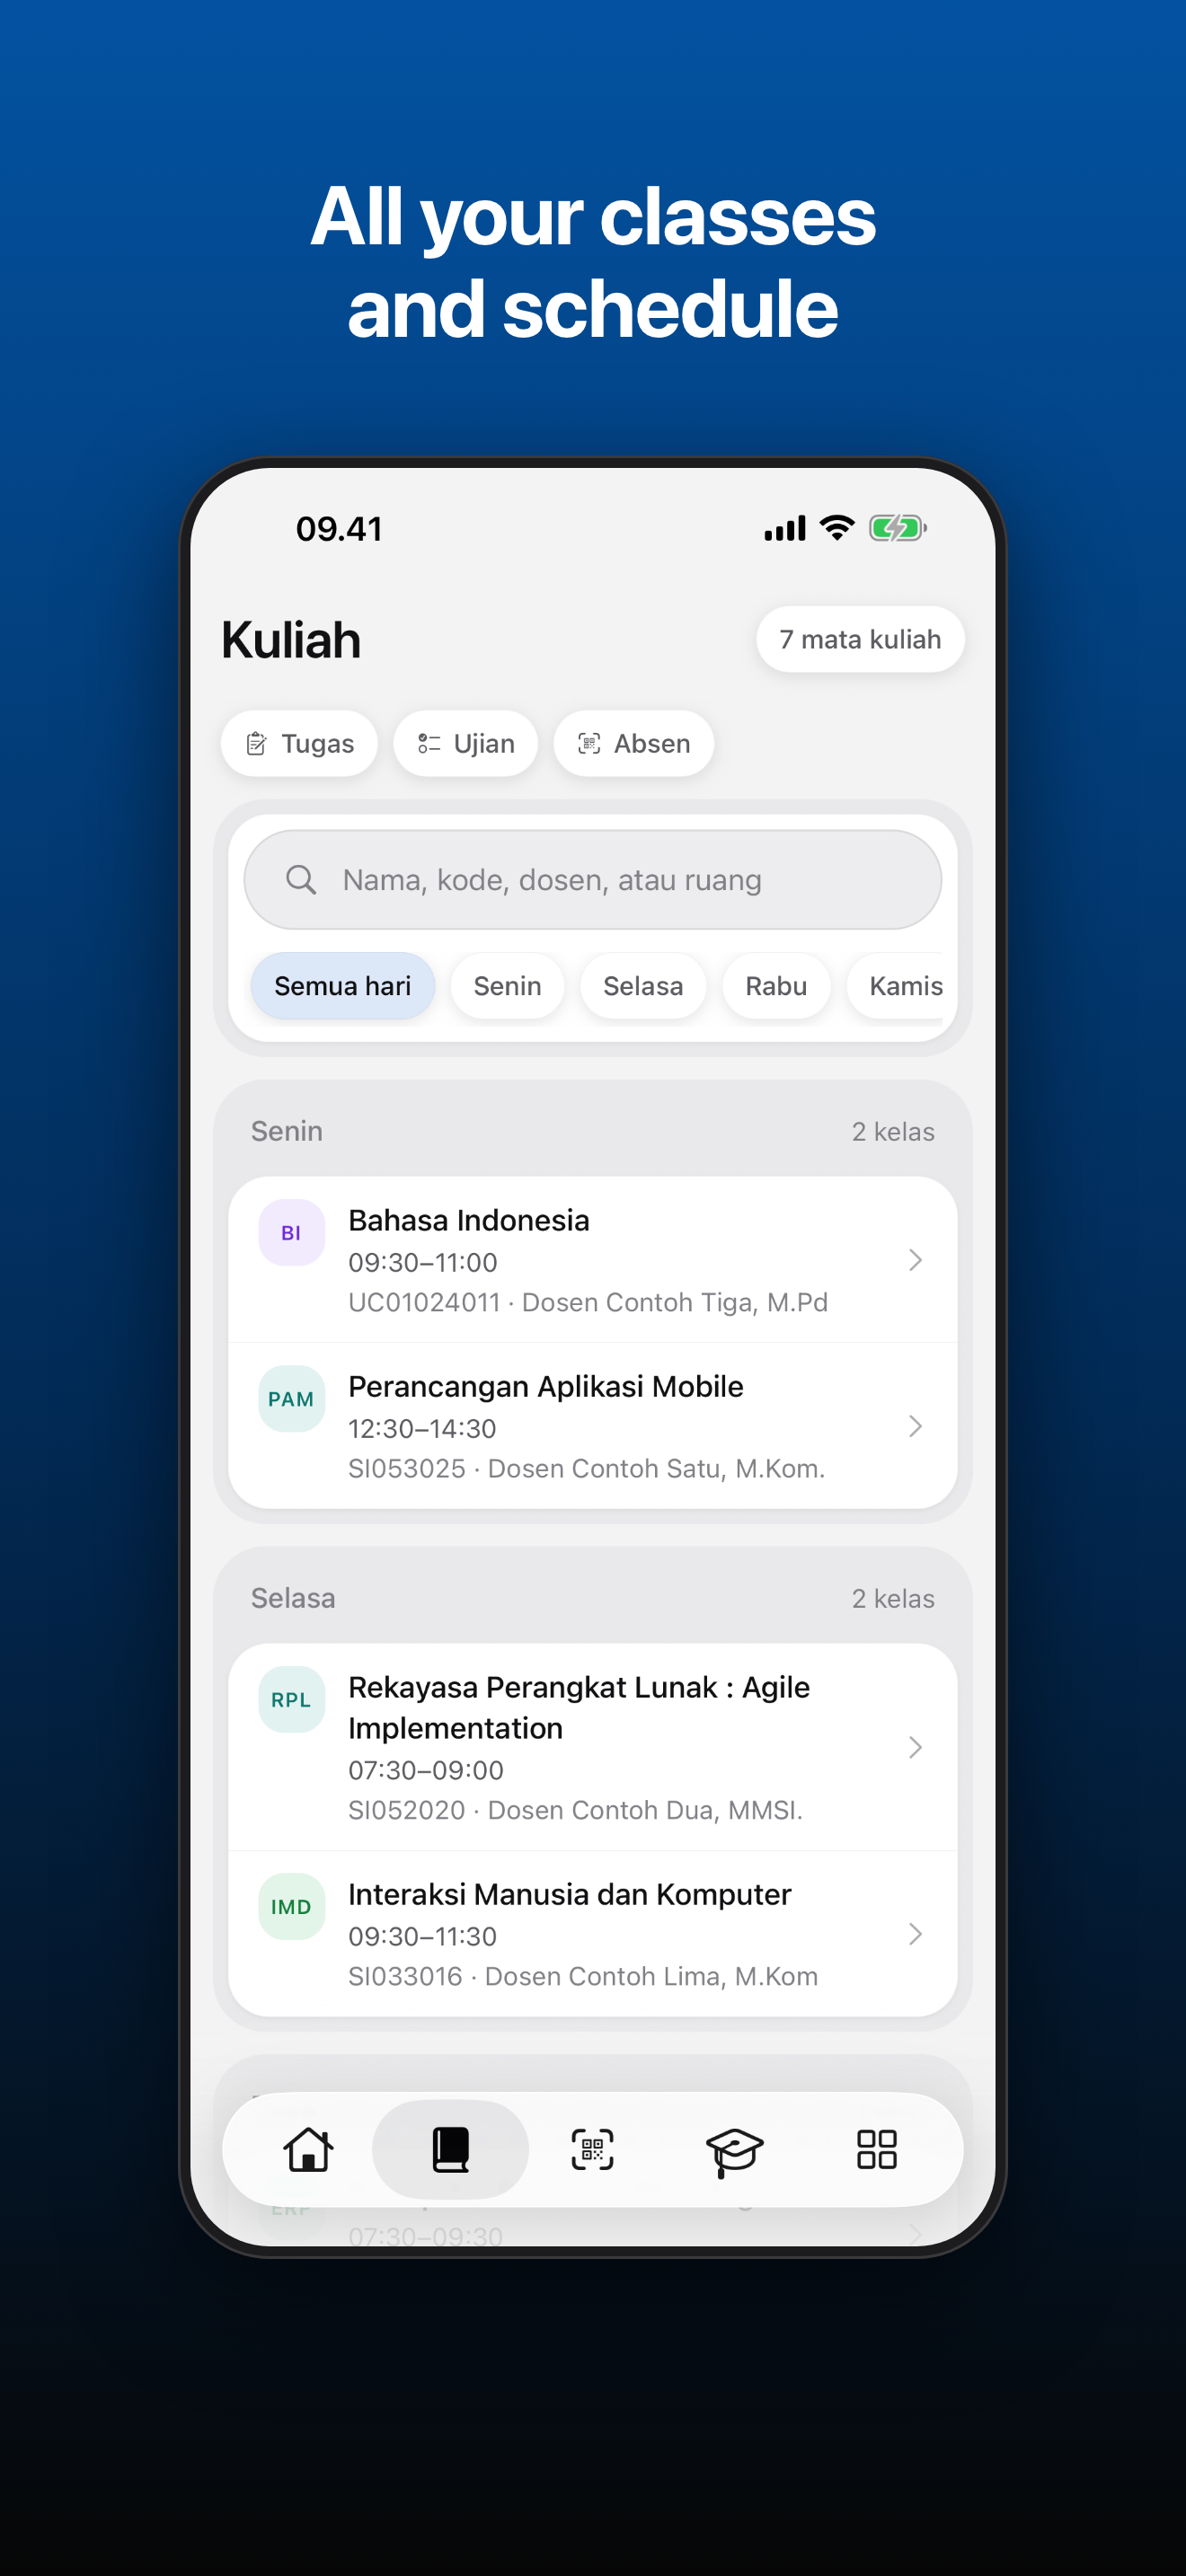 All your classes
and schedule
09.41
Kuliah
7 mata kuliah
Tugas
Ujian
Absen
Nama, kode, dosen, atau ruang
Semua hari
Senin
Selasa
Rabu
Kamis
Senin
2 kelas
BI
Bahasa Indonesia
09:30–11:00
UC01024011 · Dosen Contoh Tiga, M.Pd
PAM
Perancangan Aplikasi Mobile
12:30–14:30
SI053025 · Dosen Contoh Satu, M.Kom.
Selasa
2 kelas
RPL
Rekayasa Perangkat Lunak : Agile
Implementation
07:30–09:00
SI052020 · Dosen Contoh Dua, MMSI.
IMD
Interaksi Manusia dan Komputer
09:30–11:30
SI033016 · Dosen Contoh Lima, M.Kom
ERP
07:30–09:30